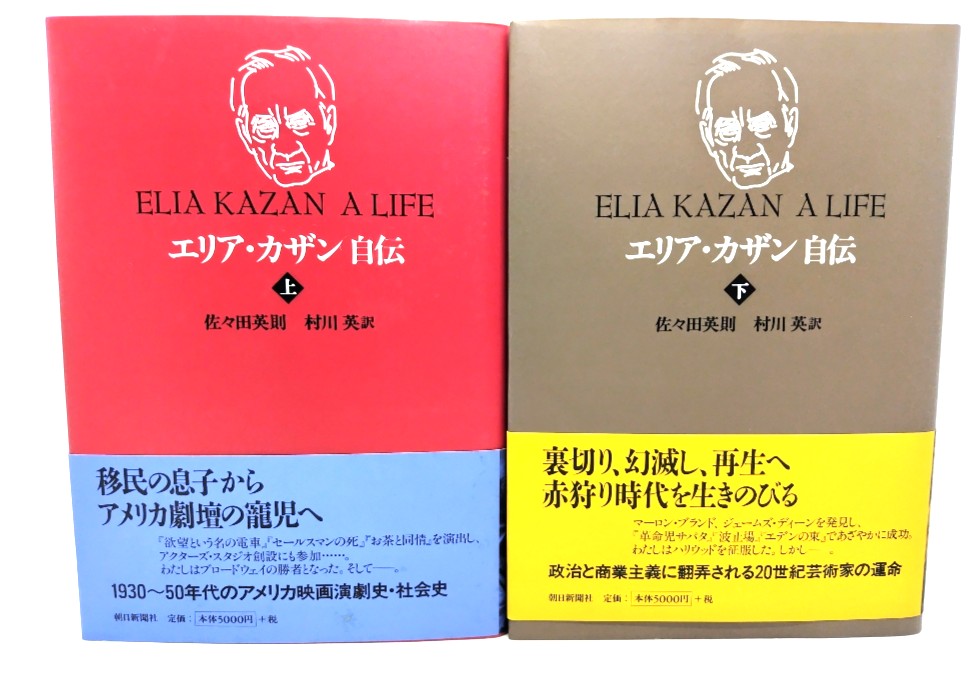 ELIA KAZAN A LIFE
エリア・カザン 自伝
上
佐々田英則 村川 英訳
移民の息子から
アメリカ劇壇の寵児へ
『欲望という名の電車』『セールスマンの死』『お茶と同情』を演出し、
アクターズ・スタジオ創設にも参加……。
わたしはブロードウェイの勝者となった。そして──。
1930〜50年代のアメリカ映画演劇史・社会史
朝日新聞社 定価：本体5000円＋税
ELIA KAZAN A LIFE
エリア・カザン 自伝
下
佐々田英則 村川 英訳
裏切り、幻滅し、再生へ
赤狩り時代を生きのびる
マーロン・ブランド、ジェームズ・ディーンを発見し、
『革命児サパタ』『波止場』『エデンの東』であざやかに成功。
わたしはハリウッドを征服した。しかし──。
政治と商業主義に翻弄される20世紀芸術家の運命
朝日新聞社 定価：本体5000円＋税